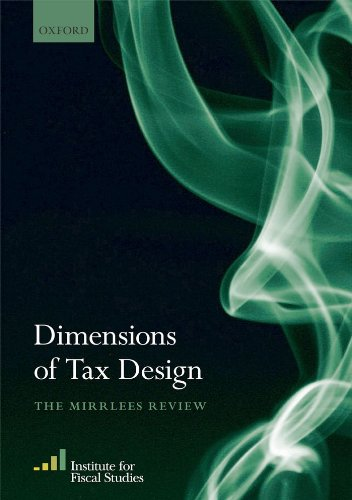 OXFORD
Dimensions
of Tax Design
THE MIRRLEES REVIEW
Institute for
Fiscal Studies